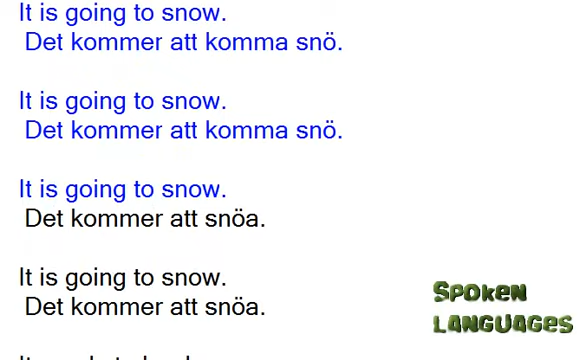 It is going to snow.
Det kommer att komma snö.
It is going to snow.
Det kommer att komma snö.
It is going to snow.
Det kommer att snöa.
It is going to snow.
Det kommer att snöa.
Spoken
Languages